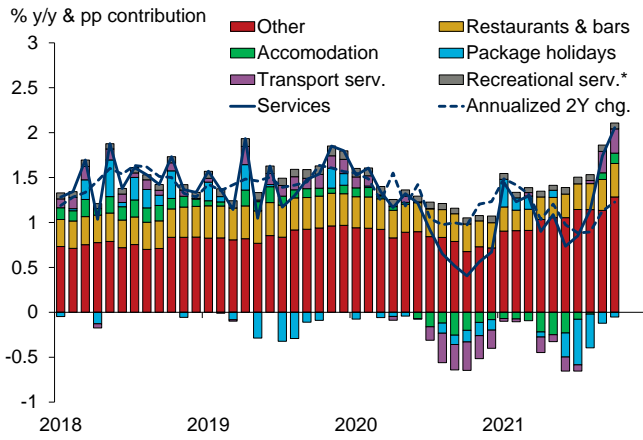 % y/y & pp contribution
Other
Restaurants & bars
Accomodation
Package holidays
Transport serv.
Recreational serv.*
Services
Annualized 2Y chg.
3
2.5
2
1.5
1
0.5
0
-0.5
-1
2018 2019 2020 2021